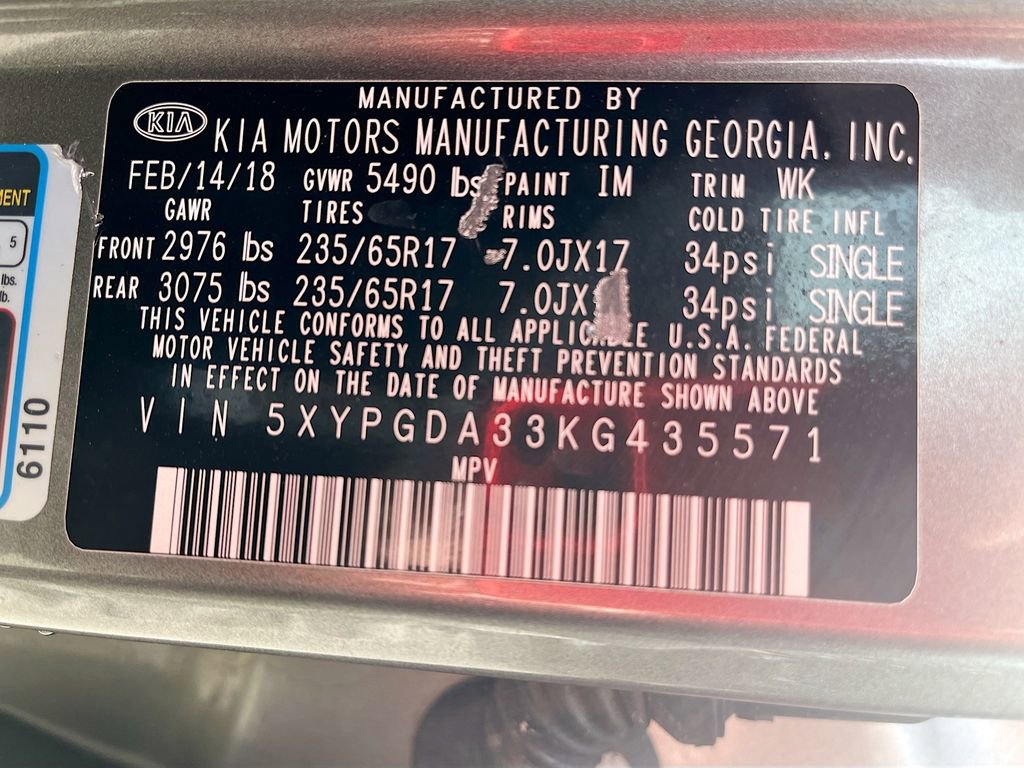 MANUFACTURED BY
KIA KIA MOTORS MANUFACTURING GEORGIA, INC.
FEB/14/18 GVWR 5490 lbs PAINT IM TRIM WK
GAWR TIRES RIMS COLD TIRE INFL
FRONT 2976 lbs 235/65R17 7.0JX17 34psi SINGLE
REAR 3075 lbs 235/65R17 7.0JX 34psi SINGLE
THIS VEHICLE CONFORMS TO ALL APPLICABLE U.S.A. FEDERAL
MOTOR VEHICLE SAFETY AND THEFT PREVENTION STANDARDS
IN EFFECT ON THE DATE OF MANUFACTURE SHOWN ABOVE
VIN 5XYPGDA33KG435571
MPV
5
lbs.
6110